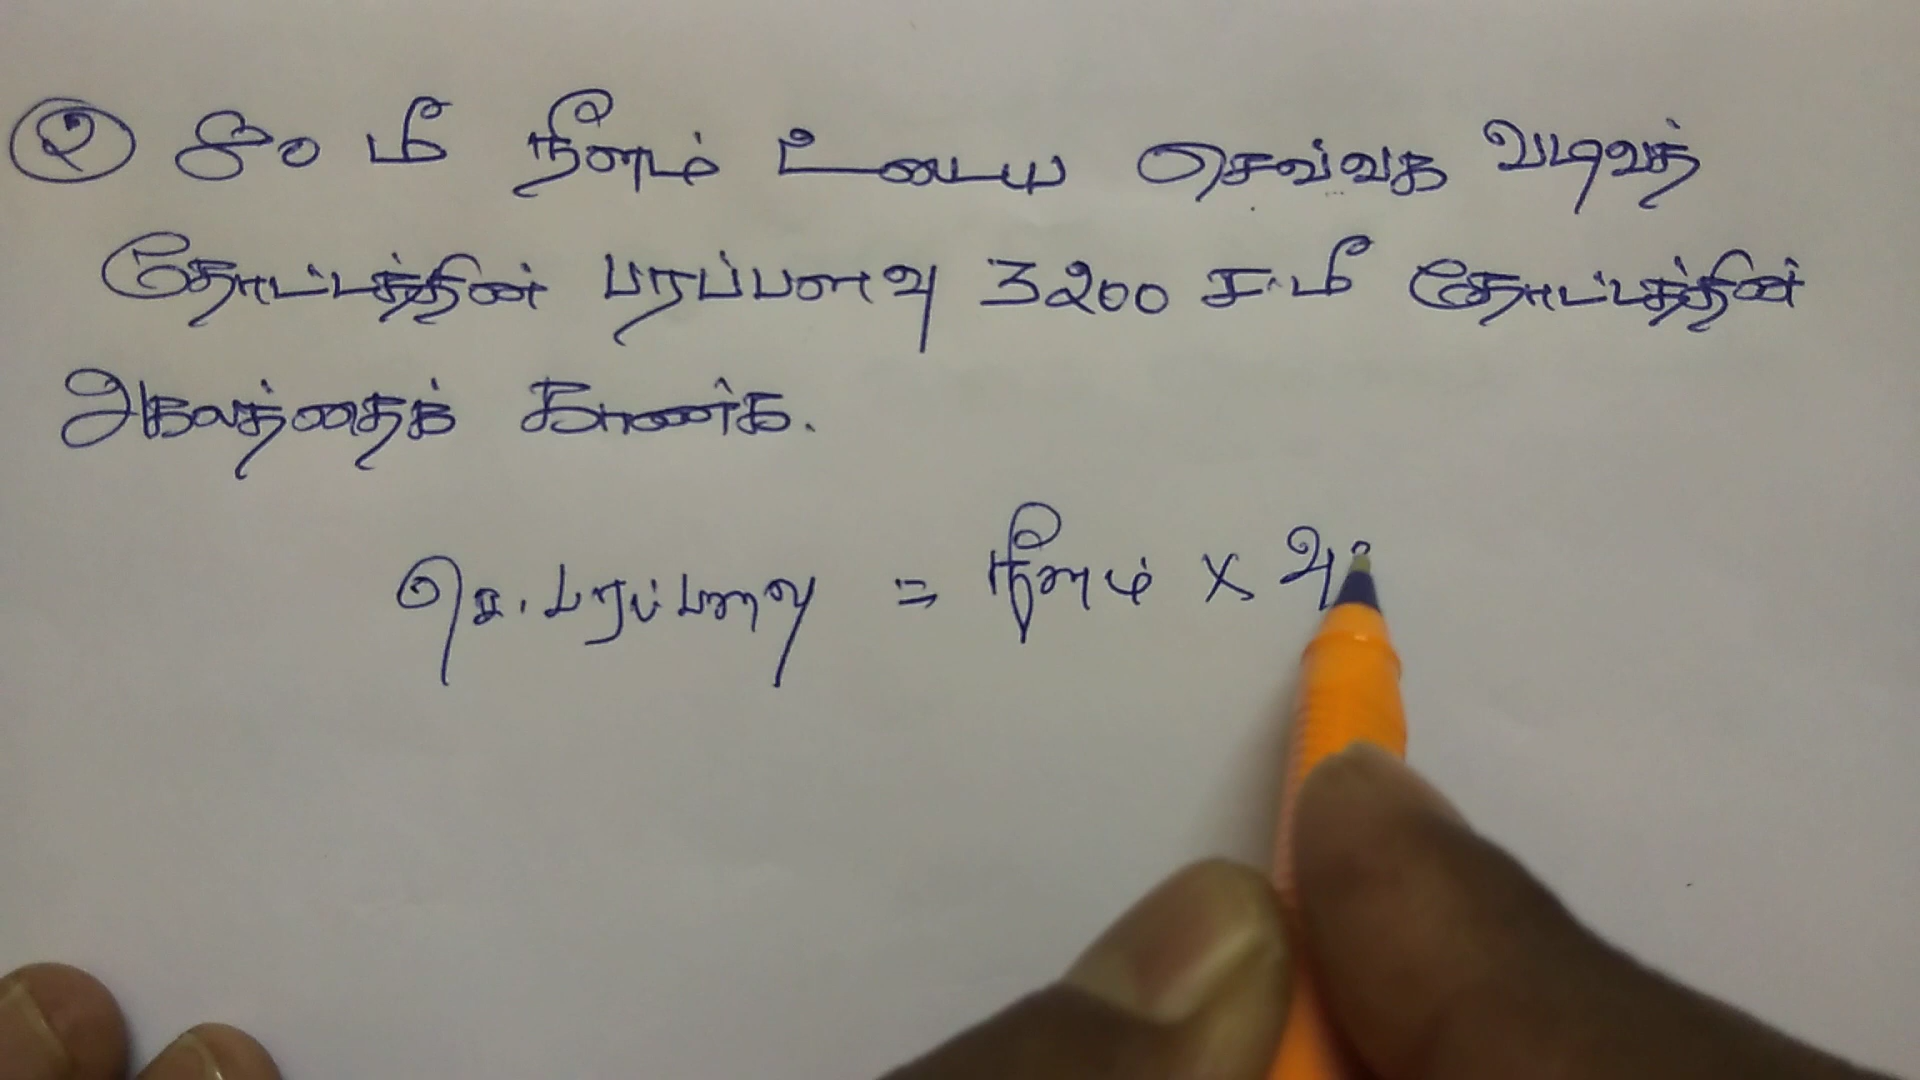 2 80 மீ நீளம் உடைய செவ்வக வடிவத்
தோட்டத்தின் பரப்பளவு 3200 ச.மீ தோட்டத்தின்
அகலத்தைக் காண்க.
செ. பரப்பளவு = நீளம் x அ